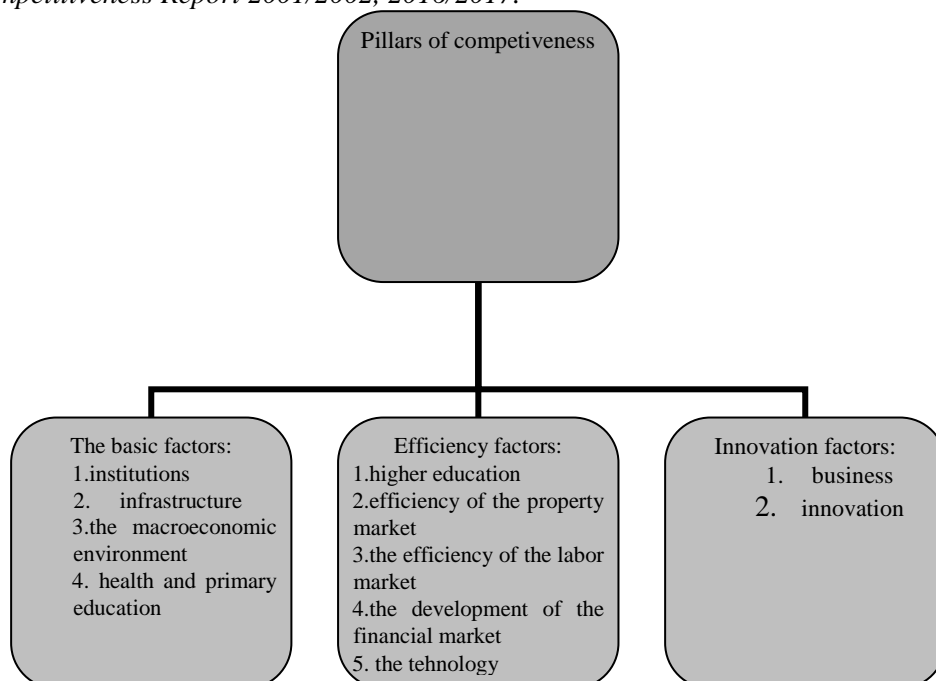 mpetitiveness Report 2001/2002, 2016/2017.
Pillars of competiveness
The basic factors:
1.institutions
2. infrastructure
3.the macroeconomic
environment
4. health and primary
education
Efficiency factors:
1.higher education
2.efficiency of the property
market
3.the efficiency of the labor
market
4.the development of the
financial market
5. the tehnology
Innovation factors:
1. business
2. innovation